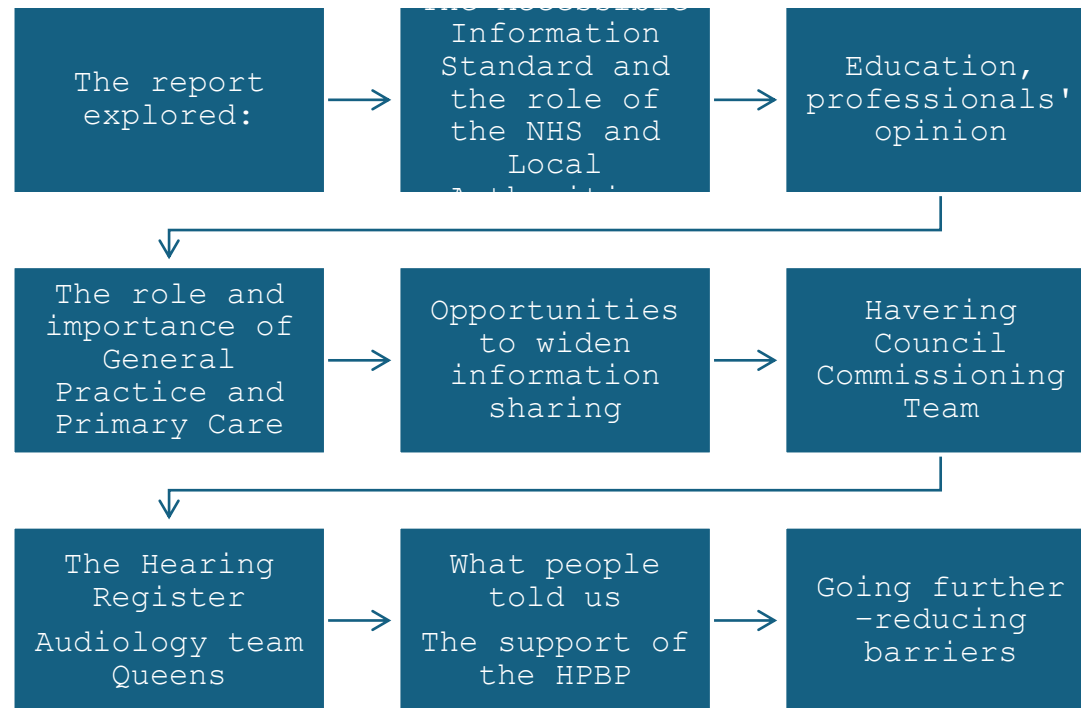 The report
explored:
Information
Standard and
the role of
the NHS and
Local
Education,
professionals'
opinion
The role and
importance of
General
Practice and
Primary Care
Opportunities
to widen
information
sharing
Havering
Council
Commissioning
Team
The Hearing
Register
Audiology team
Queens
What people
told us
The support of
the HPBP
Going further
–reducing
barriers